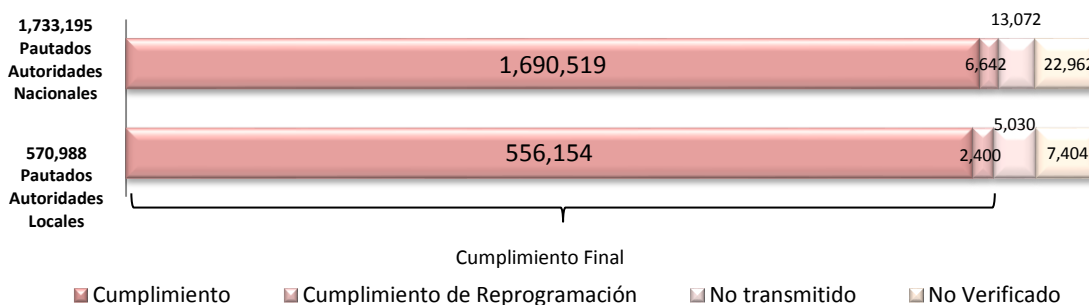 1,733,195
Pautados
Autoridades
Nacionales
1,690,519
6,642
13,072
22,962
570,988
Pautados
Autoridades
Locales
556,154
2,400
5,030
7,404
Cumplimiento Final
Cumplimiento
Cumplimiento de Reprogramación
No transmitido
No Verificado